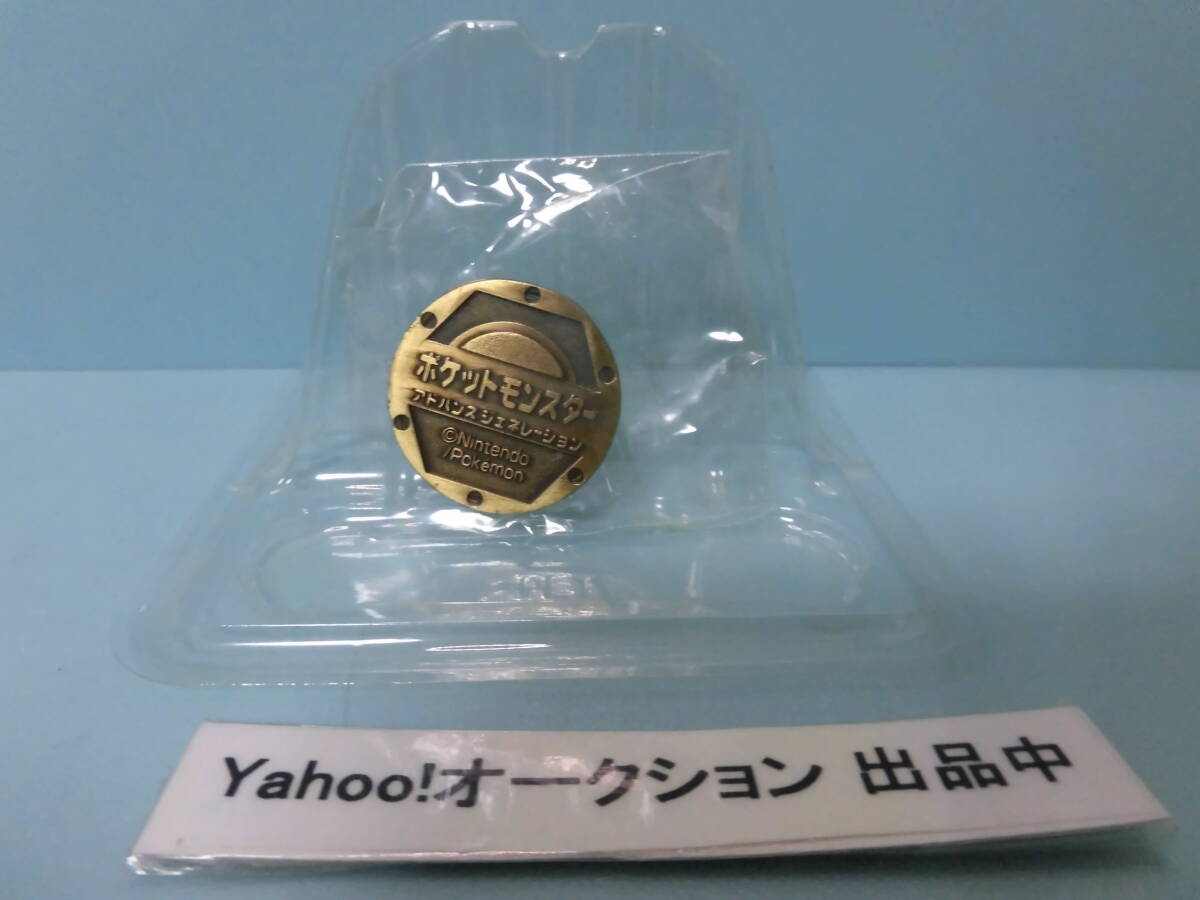 ポケットモンスター
アドバンスジェネレーション
©Nintendo
/Pokemon
Yahoo!オークション 出品中